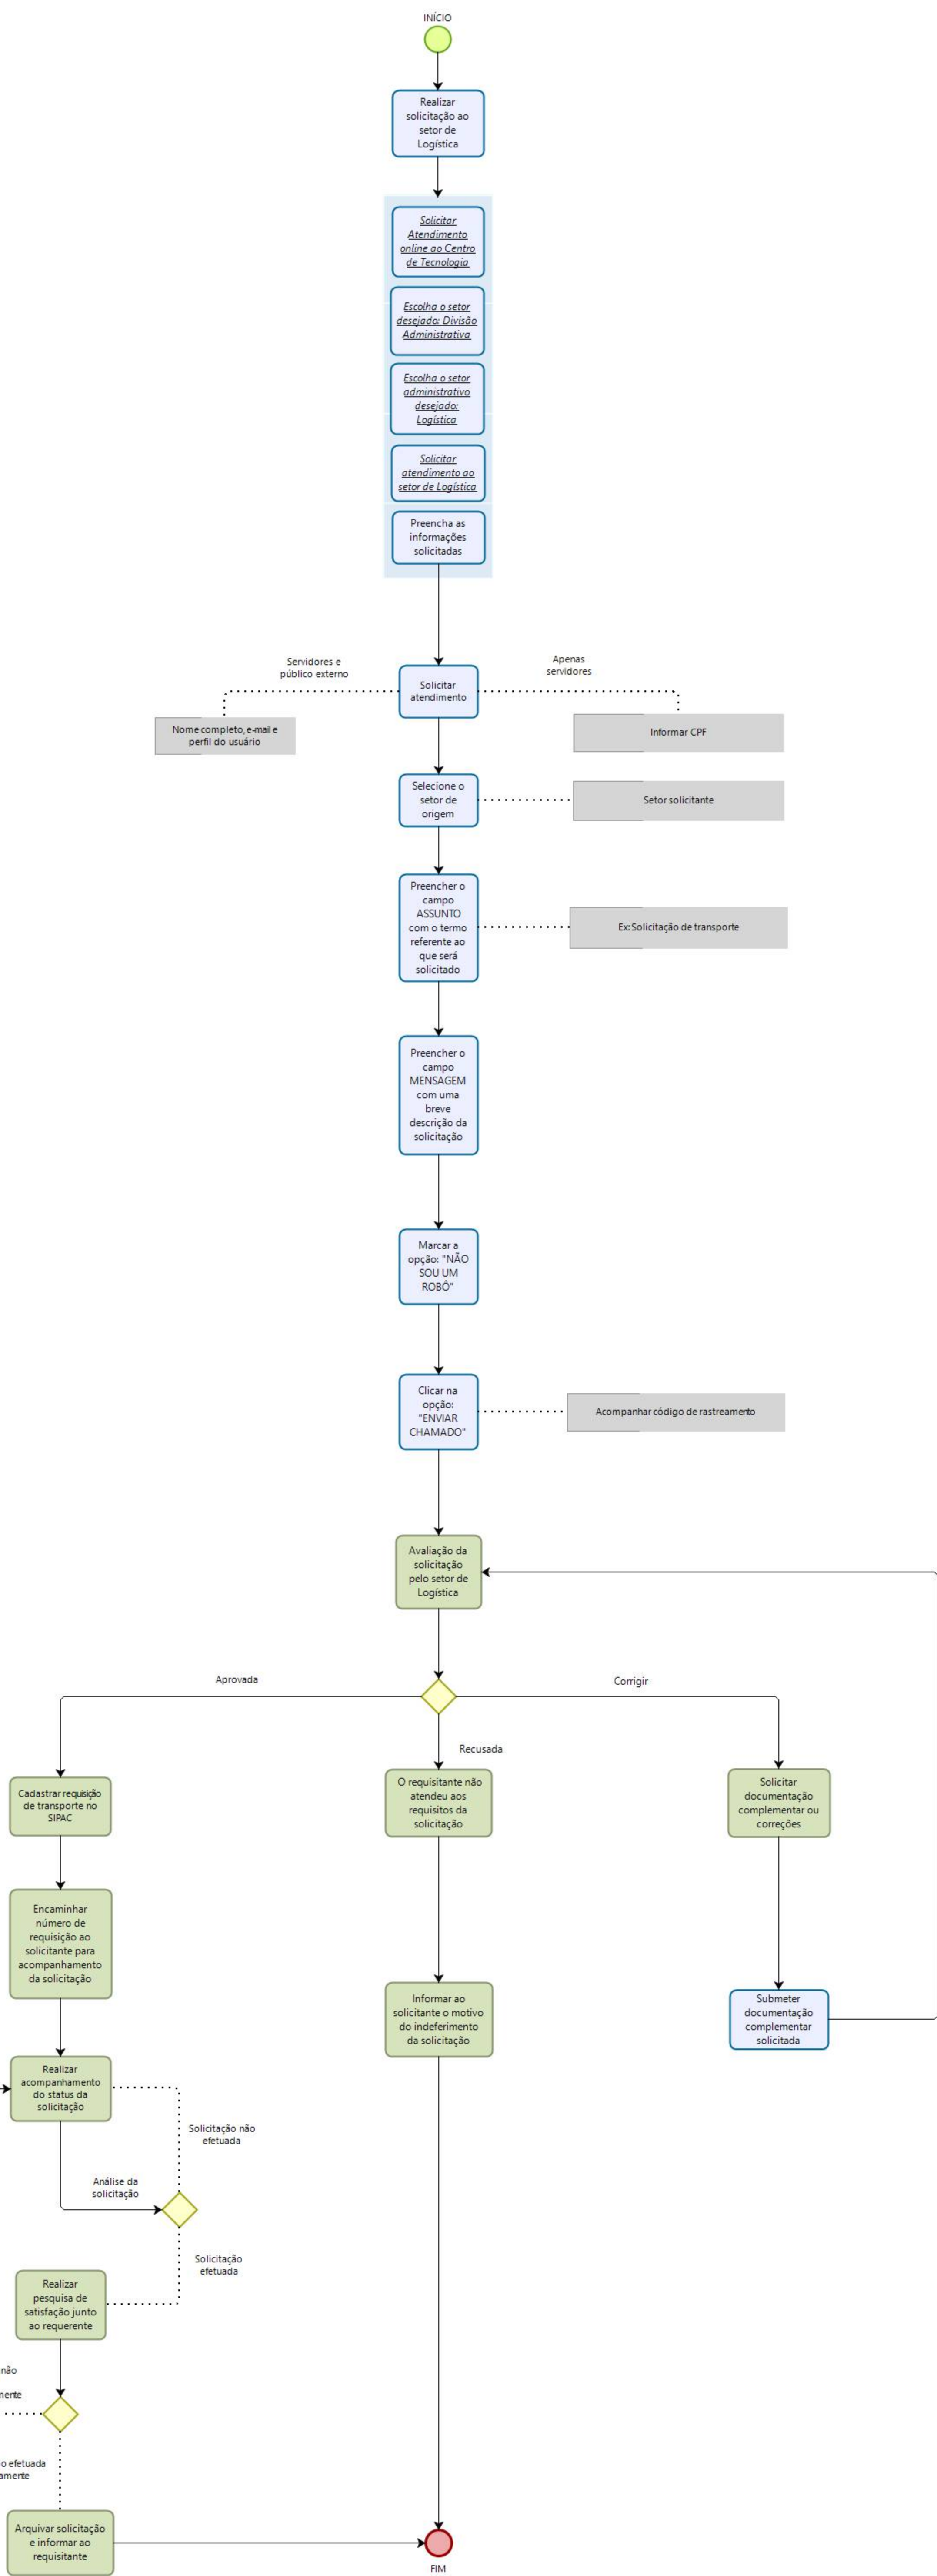 INÍCIO
Realizar
solicitação ao
setor de
Logística
Solicitar
Atendimento
online ao Centro
de Tecnologia
Escolha o setor
desejado: Divisão
Administrativa
Escolha o setor
administrativo
desejado:
Logística
Solicitar
atendimento ao
setor de Logística
Preencha as
informações
solicitadas
Servidores e
público externo
Solicitar
atendimento
Apenas
servidores
Nome completo, e-mail e
perfil do usuário
Informar CPF
Selecione o
setor de
origem
Setor solicitante
Preencher o
campo
ASSUNTO
com o termo
referente ao
que será
solicitado
Ex: Solicitação de transporte
Preencher o
campo
MENSAGEM
com uma
breve
descrição da
solicitação
Marcar a
opção: "NÃO
SOU UM
ROBÔ"
Clicar na
opção:
"ENVIAR
CHAMADO"
Acompanhar código de rastreamento
Avaliação da
solicitação
pelo setor de
Logística
Aprovada
Corrigir
Recusada
Cadastrar requisição
de transporte no
SIPAC
O requisitante não
atendeu aos
requisitos da
solicitação
Solicitar
documentação
complementar ou
correções
Encaminhar
número de
requisição ao
solicitante para
acompanhamento
da solicitação
Informar ao
solicitante o motivo
do indeferimento
da solicitação
Submeter
documentação
complementar
solicitada
Realizar
acompanhamento
do status da
solicitação
Solicitação não
efetuada
Análise da
solicitação
Solicitação
efetuada
Realizar
pesquisa de
satisfação junto
ao requerente
não
mente
o efetuada
amente
Arquivar solicitação
e informar ao
requisitante
FIM